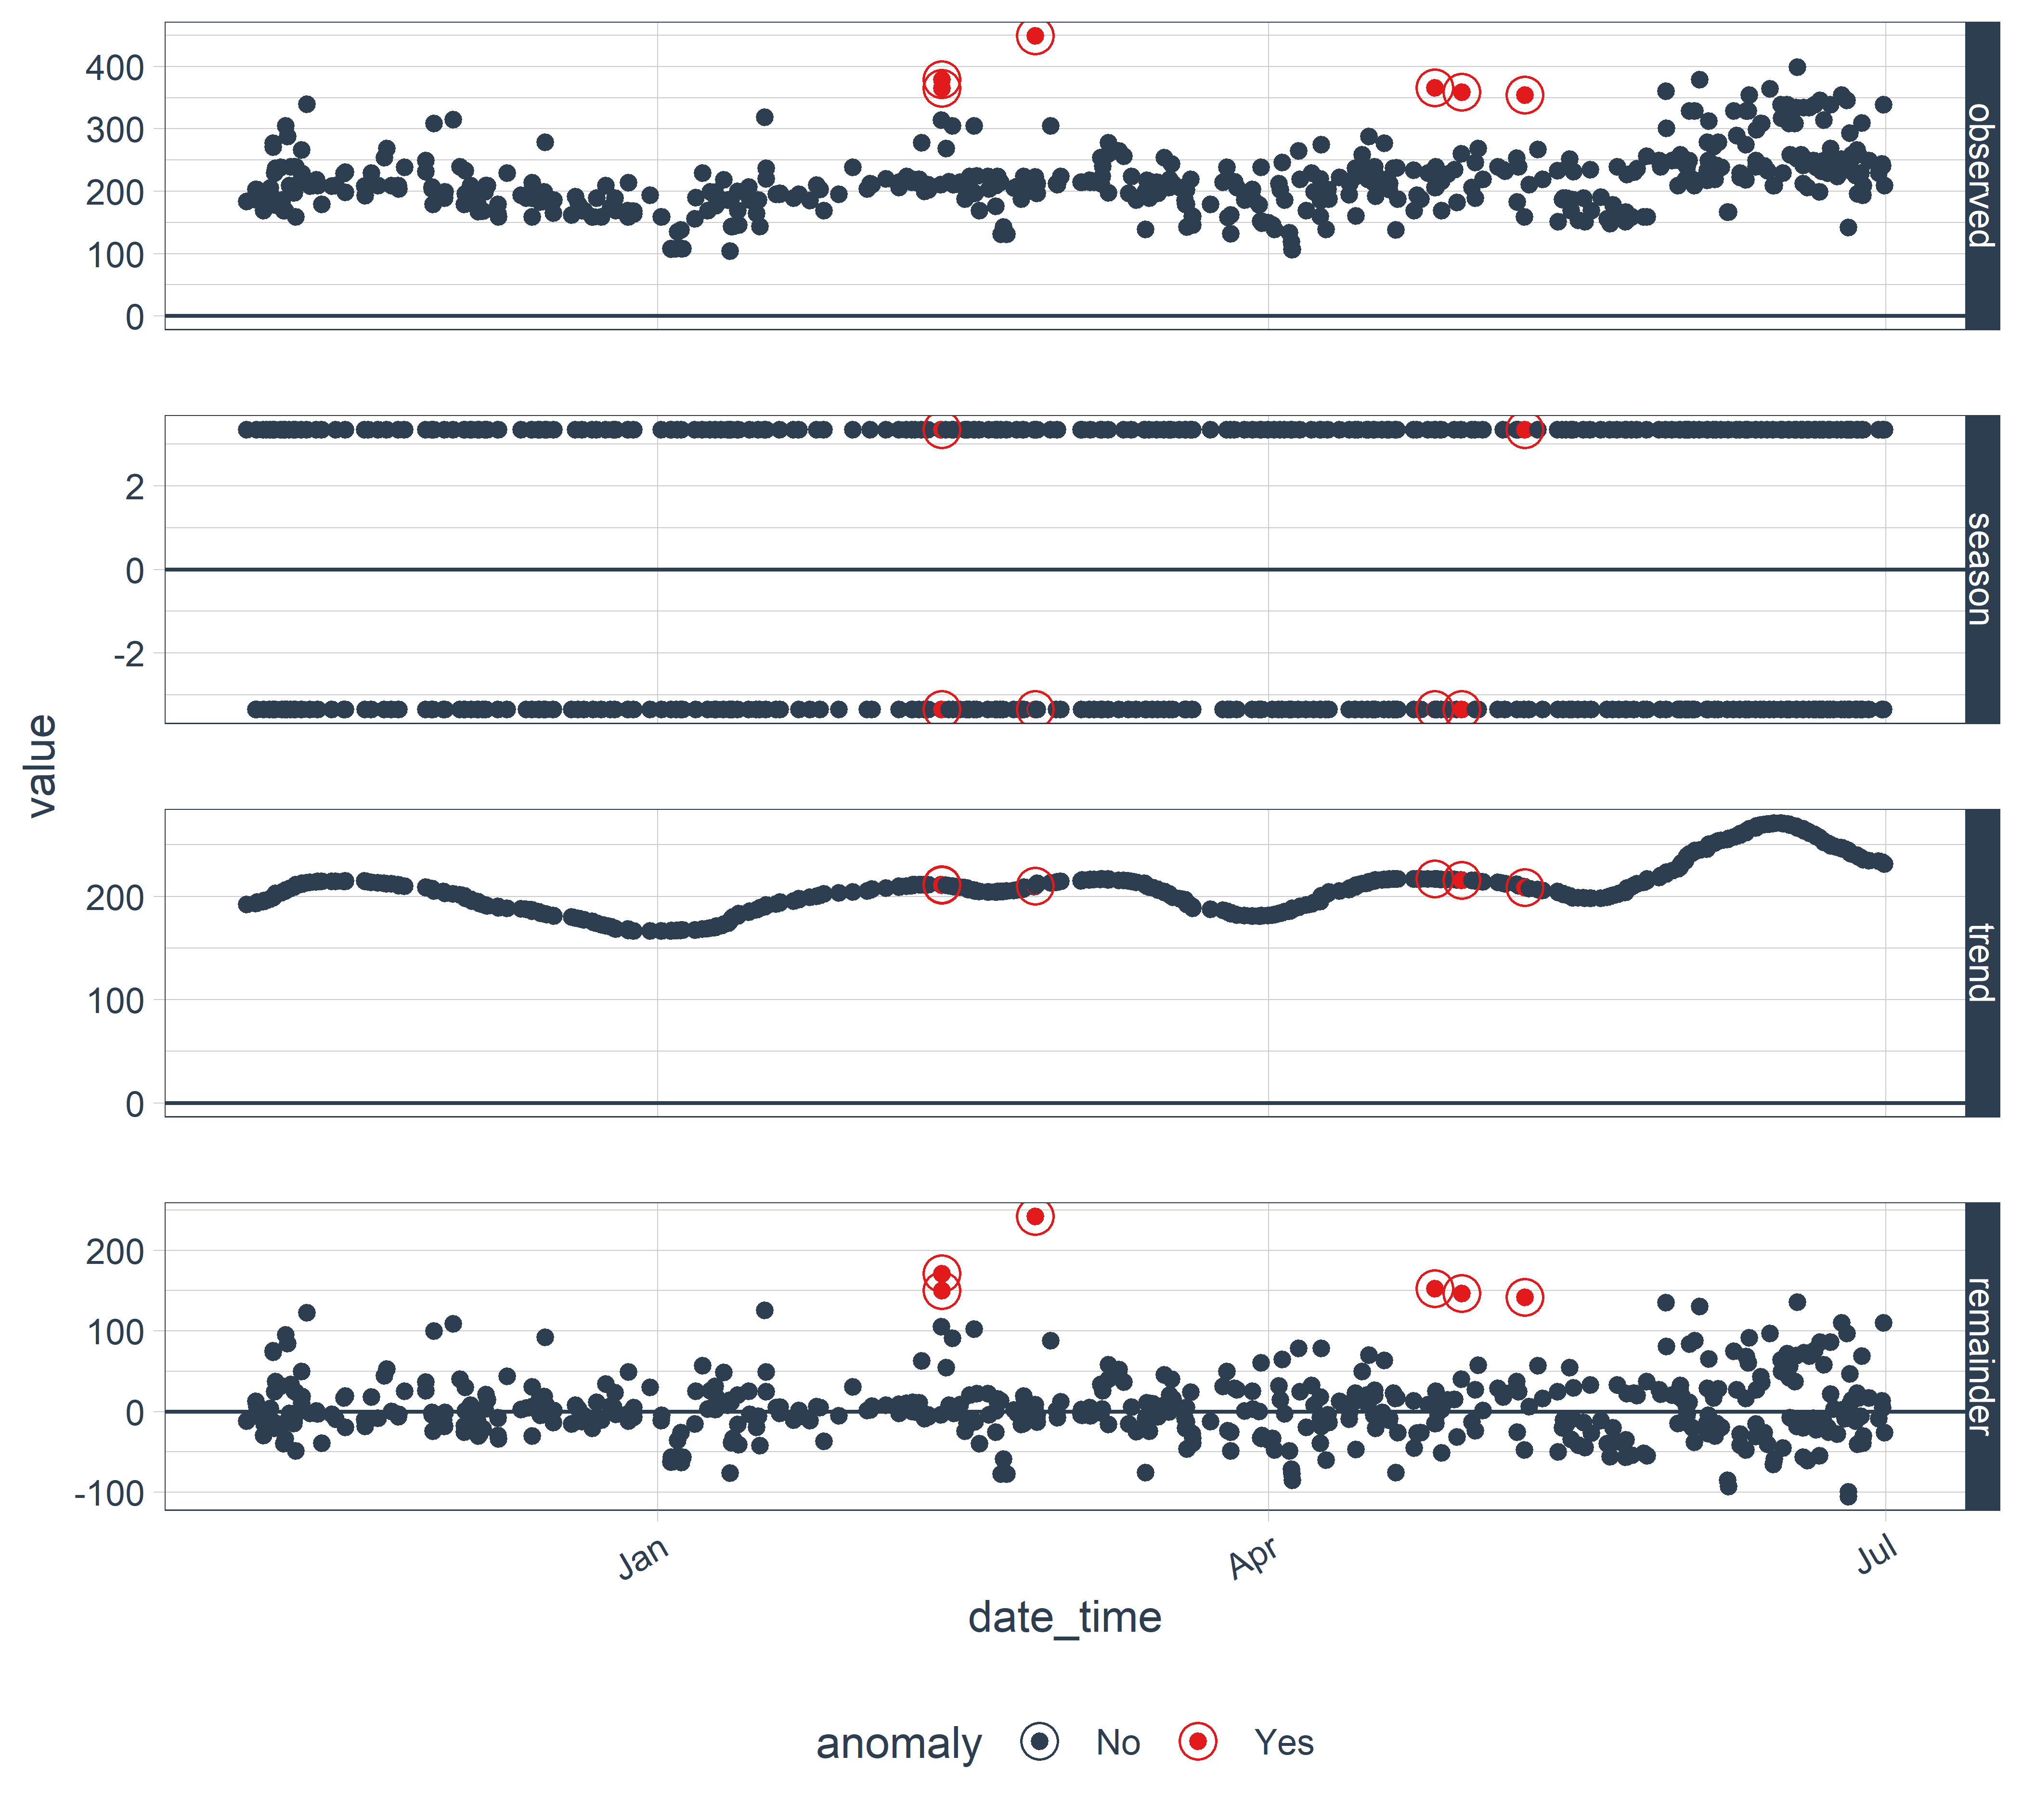 400
300
200
100
0
observed
2
0
-2
season
value
200
100
0
trend
200
100
0
-100
remainder
Jan
Apr
Jul
date_time
anomaly No Yes